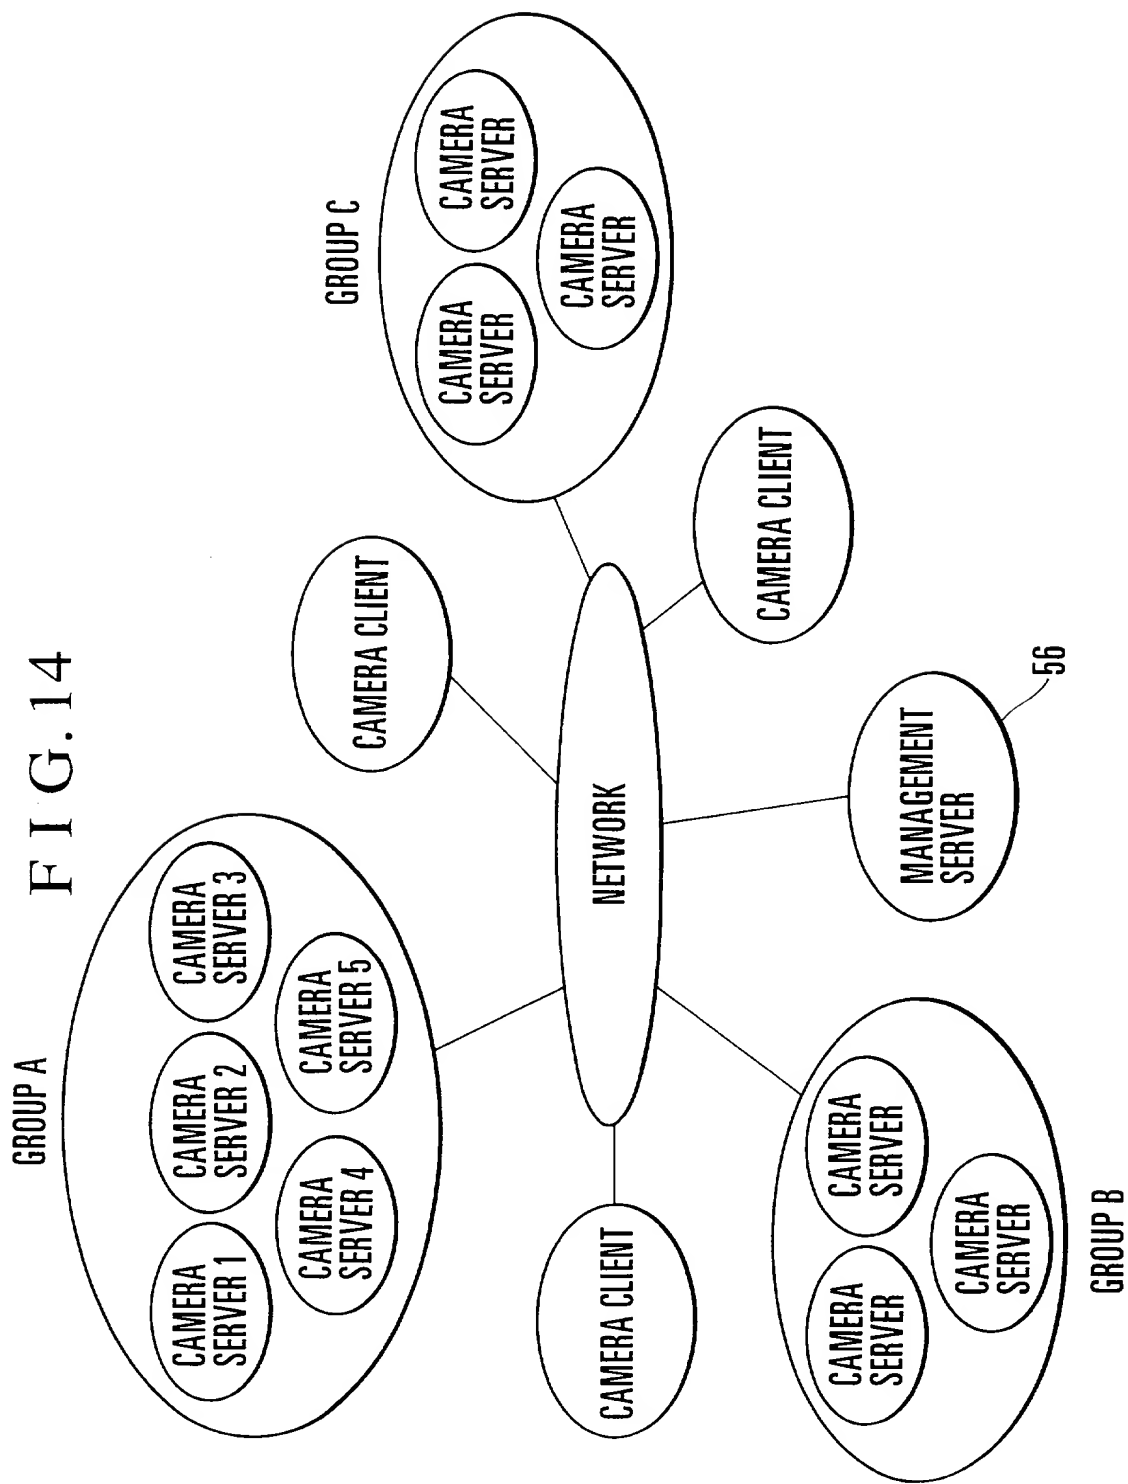 FIG. 14
GROUP A
CAMERA
SERVER 1
CAMERA
SERVER 2
CAMERA
SERVER 3
CAMERA
SERVER 4
CAMERA
SERVER 5
CAMERA CLIENT
GROUP C
CAMERA
SERVER
CAMERA
SERVER
CAMERA
SERVER
CAMERA CLIENT
NETWORK
CAMERA CLIENT
MANAGEMENT
SERVER
56
CAMERA
SERVER
CAMERA
SERVER
CAMERA
SERVER
GROUP B